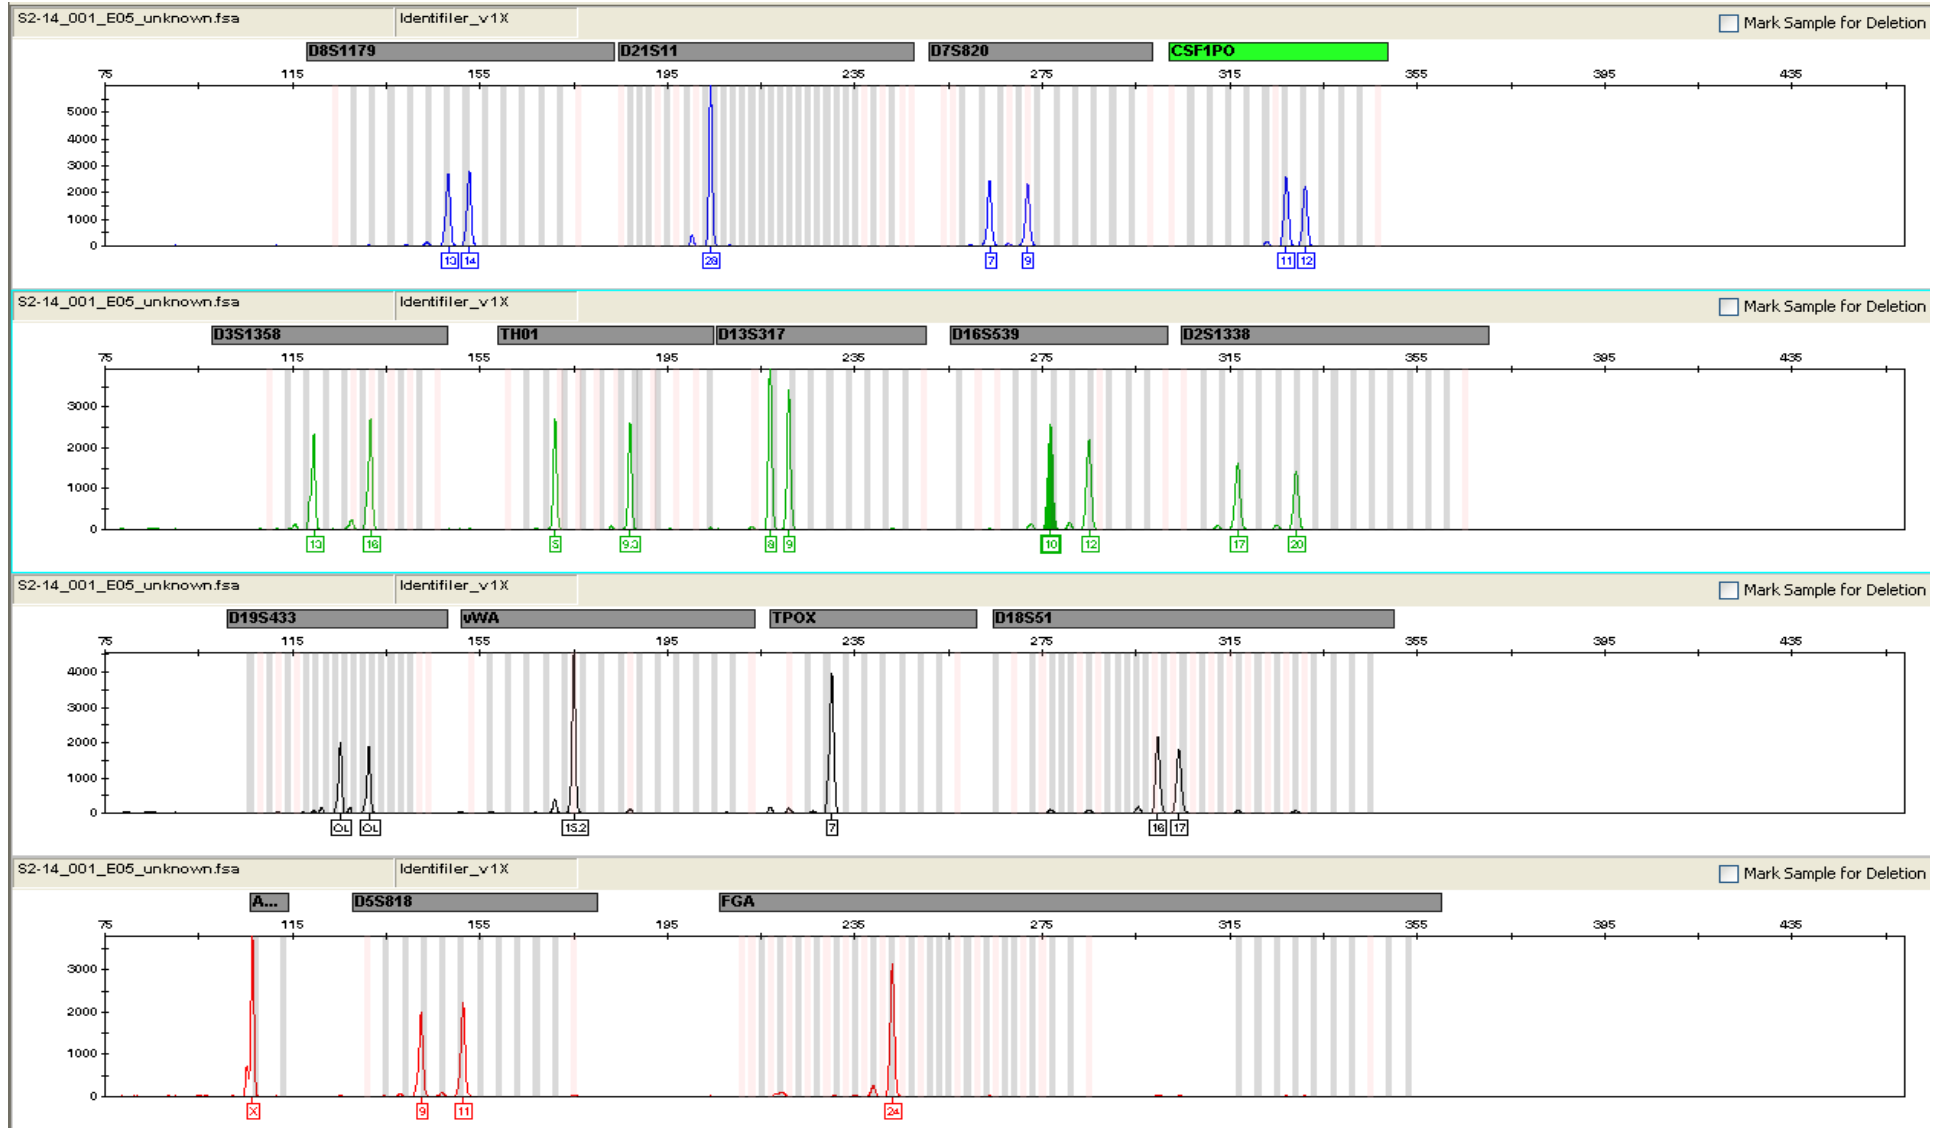 S2-14_001_E05_unknown.fsa Identifiler_v1X Mark Sample for Deletion
D8S1179 D21S11 D7S820 CSF1PO
75 115 155 195 235 275 315 355 395 435
5000
4000
3000
2000
1000
0
13 14 28 7 9 11 12
S2-14_001_E05_unknown.fsa Identifiler_v1X Mark Sample for Deletion
D3S1358 TH01 D13S317 D16S539 D2S1338
75 115 155 195 235 275 315 355 395 435
3000
2000
1000
0
13 16 5 9.3 8 9 10 12 17 20
S2-14_001_E05_unknown.fsa Identifiler_v1X Mark Sample for Deletion
D19S433 vWA TPOX D18S51
75 115 155 195 235 275 315 355 395 435
4000
3000
2000
1000
0
OL OL 15.2 7 16 17
S2-14_001_E05_unknown.fsa Identifiler_v1X Mark Sample for Deletion
A... D5S818 FGA
75 115 155 195 235 275 315 355 395 435
3000
2000
1000
0
X 9 11 24